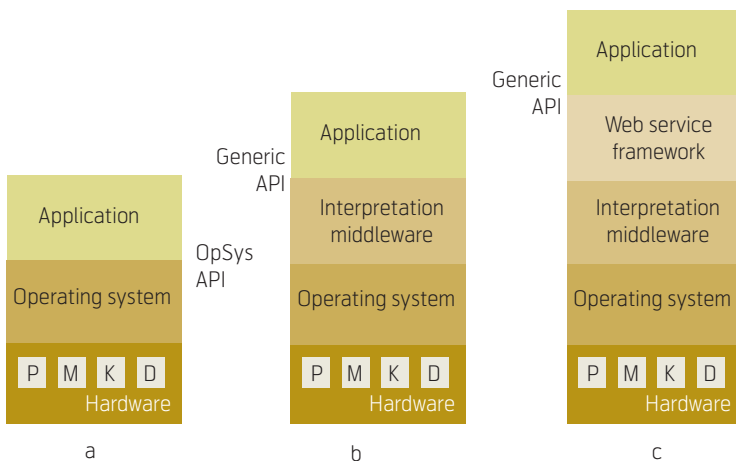 Application
Operating system
P M K D
Hardware
a
OpSys
API
Generic
API
Application
Interpretation
middleware
Operating system
P M K D
Hardware
b
Generic
API
Application
Web service
framework
Interpretation
middleware
Operating system
P M K D
Hardware
c